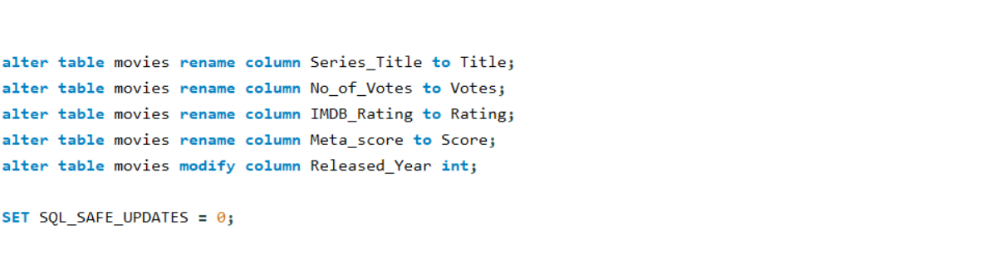 alter table movies rename column Series_Title to Title;
alter table movies rename column No_of_Votes to Votes;
alter table movies rename column IMDB_Rating to Rating;
alter table movies rename column Meta_score to Score;
alter table movies modify column Released_Year int;
SET SQL_SAFE_UPDATES = 0;